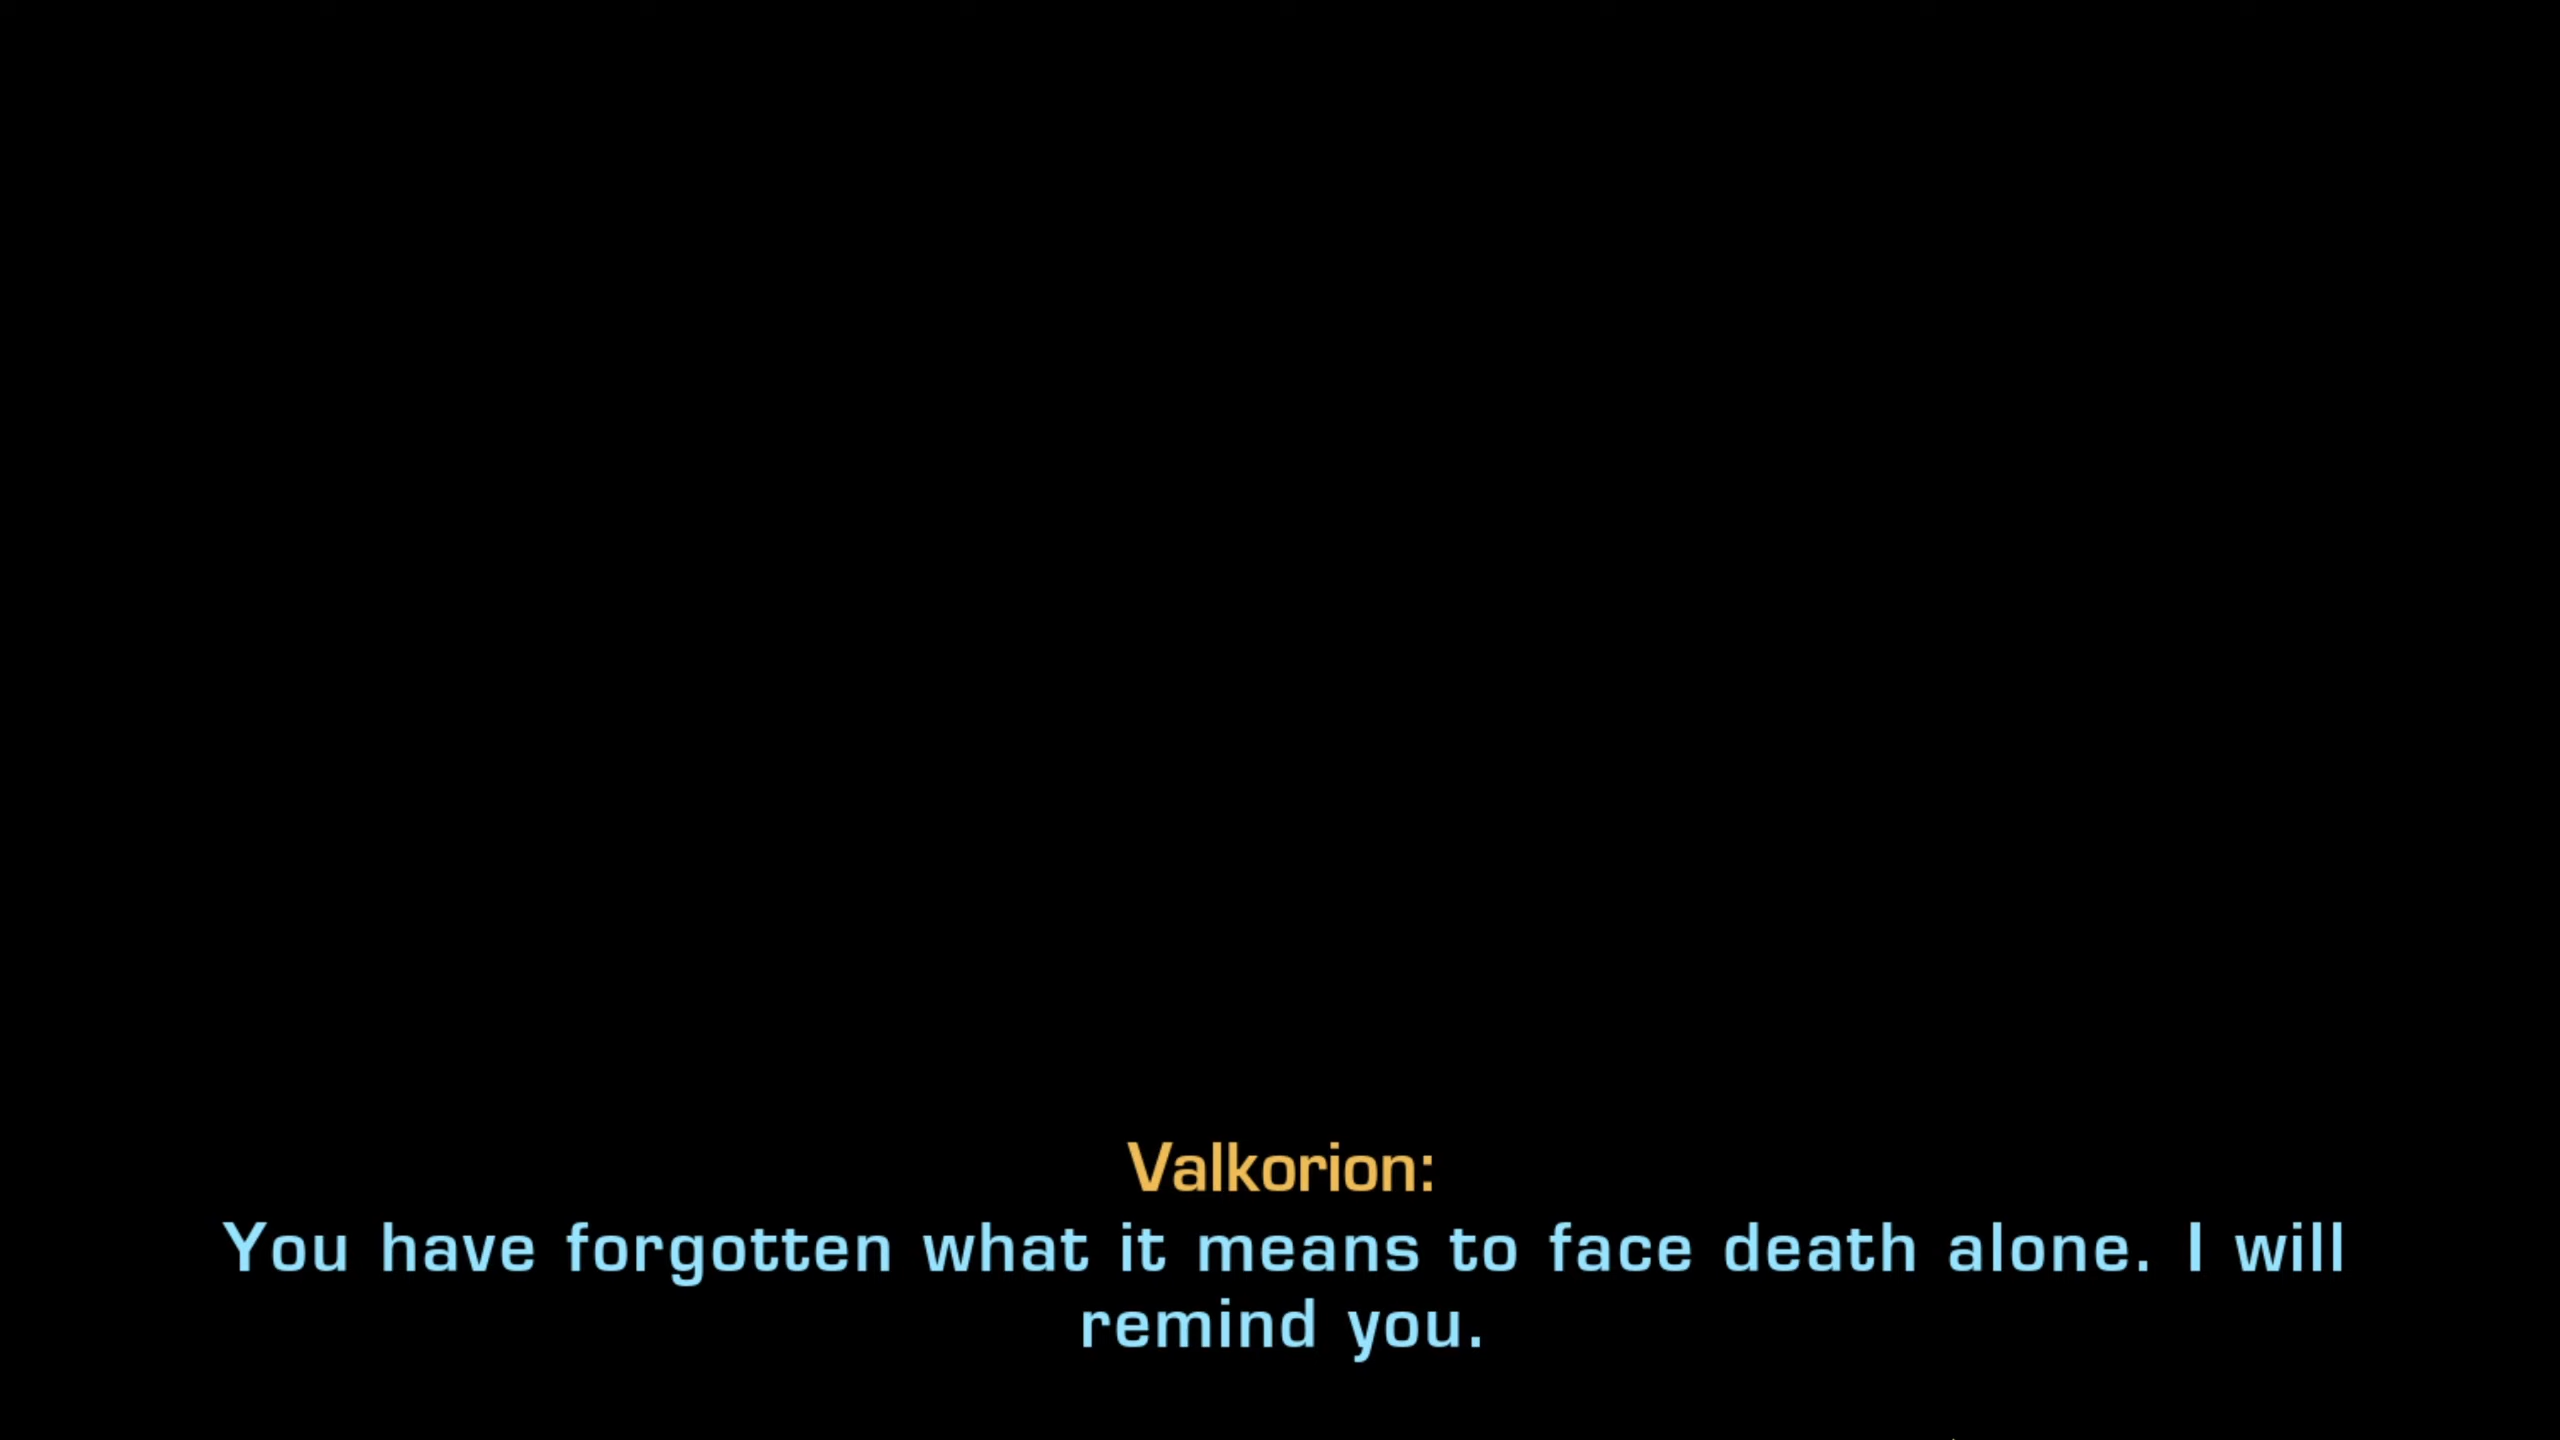 Valkorion:
You have forgotten what it means to face death alone. I will
remind you.